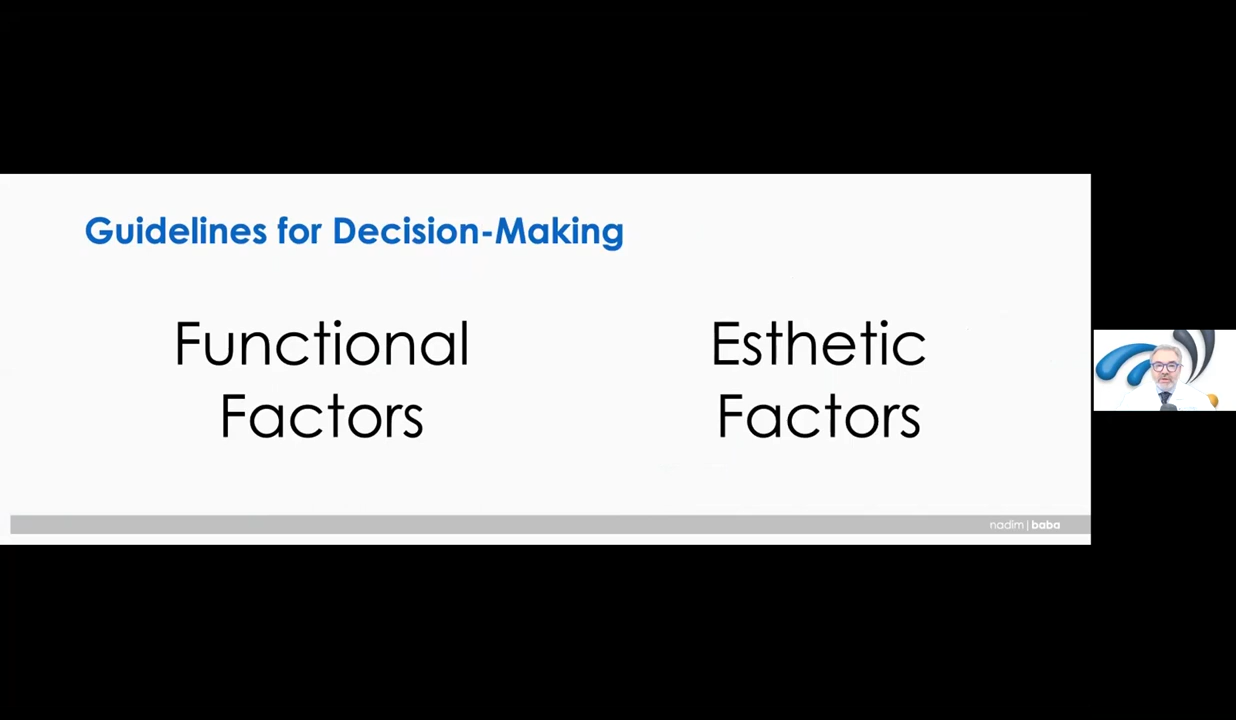 Guidelines for Decision-Making
Functional
Factors
Esthetic
Factors
nadim | baba